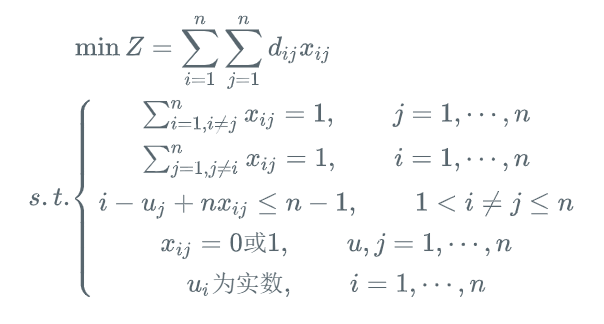 min Z = ∑_{i=1}^{n} ∑_{j=1}^{n} d_{ij}x_{ij}
s.t. { ∑_{i=1,i≠j}^{n} x_{ij} = 1, j = 1, ⋯, n
∑_{j=1,j≠i}^{n} x_{ij} = 1, i = 1, ⋯, n
i − u_j + nx_{ij} ≤ n − 1, 1 < i ≠ j ≤ n
x_{ij} = 0或1, u, j = 1, ⋯, n
u_i为实数, i = 1, ⋯, n